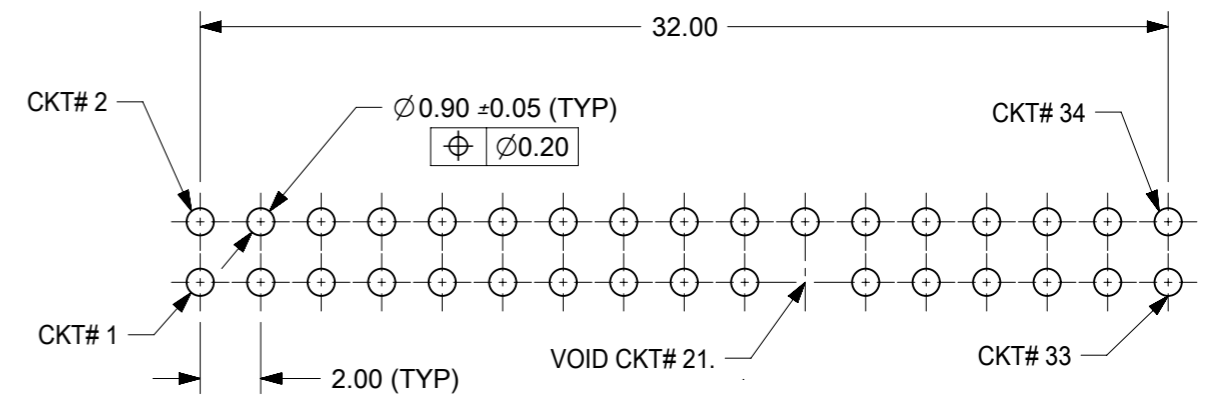 32.00
CKT# 2
∅0.90 ±0.05 (TYP)
CKT# 34
⌖ ∅0.20
CKT# 1
VOID CKT# 21.
CKT# 33
2.00 (TYP)